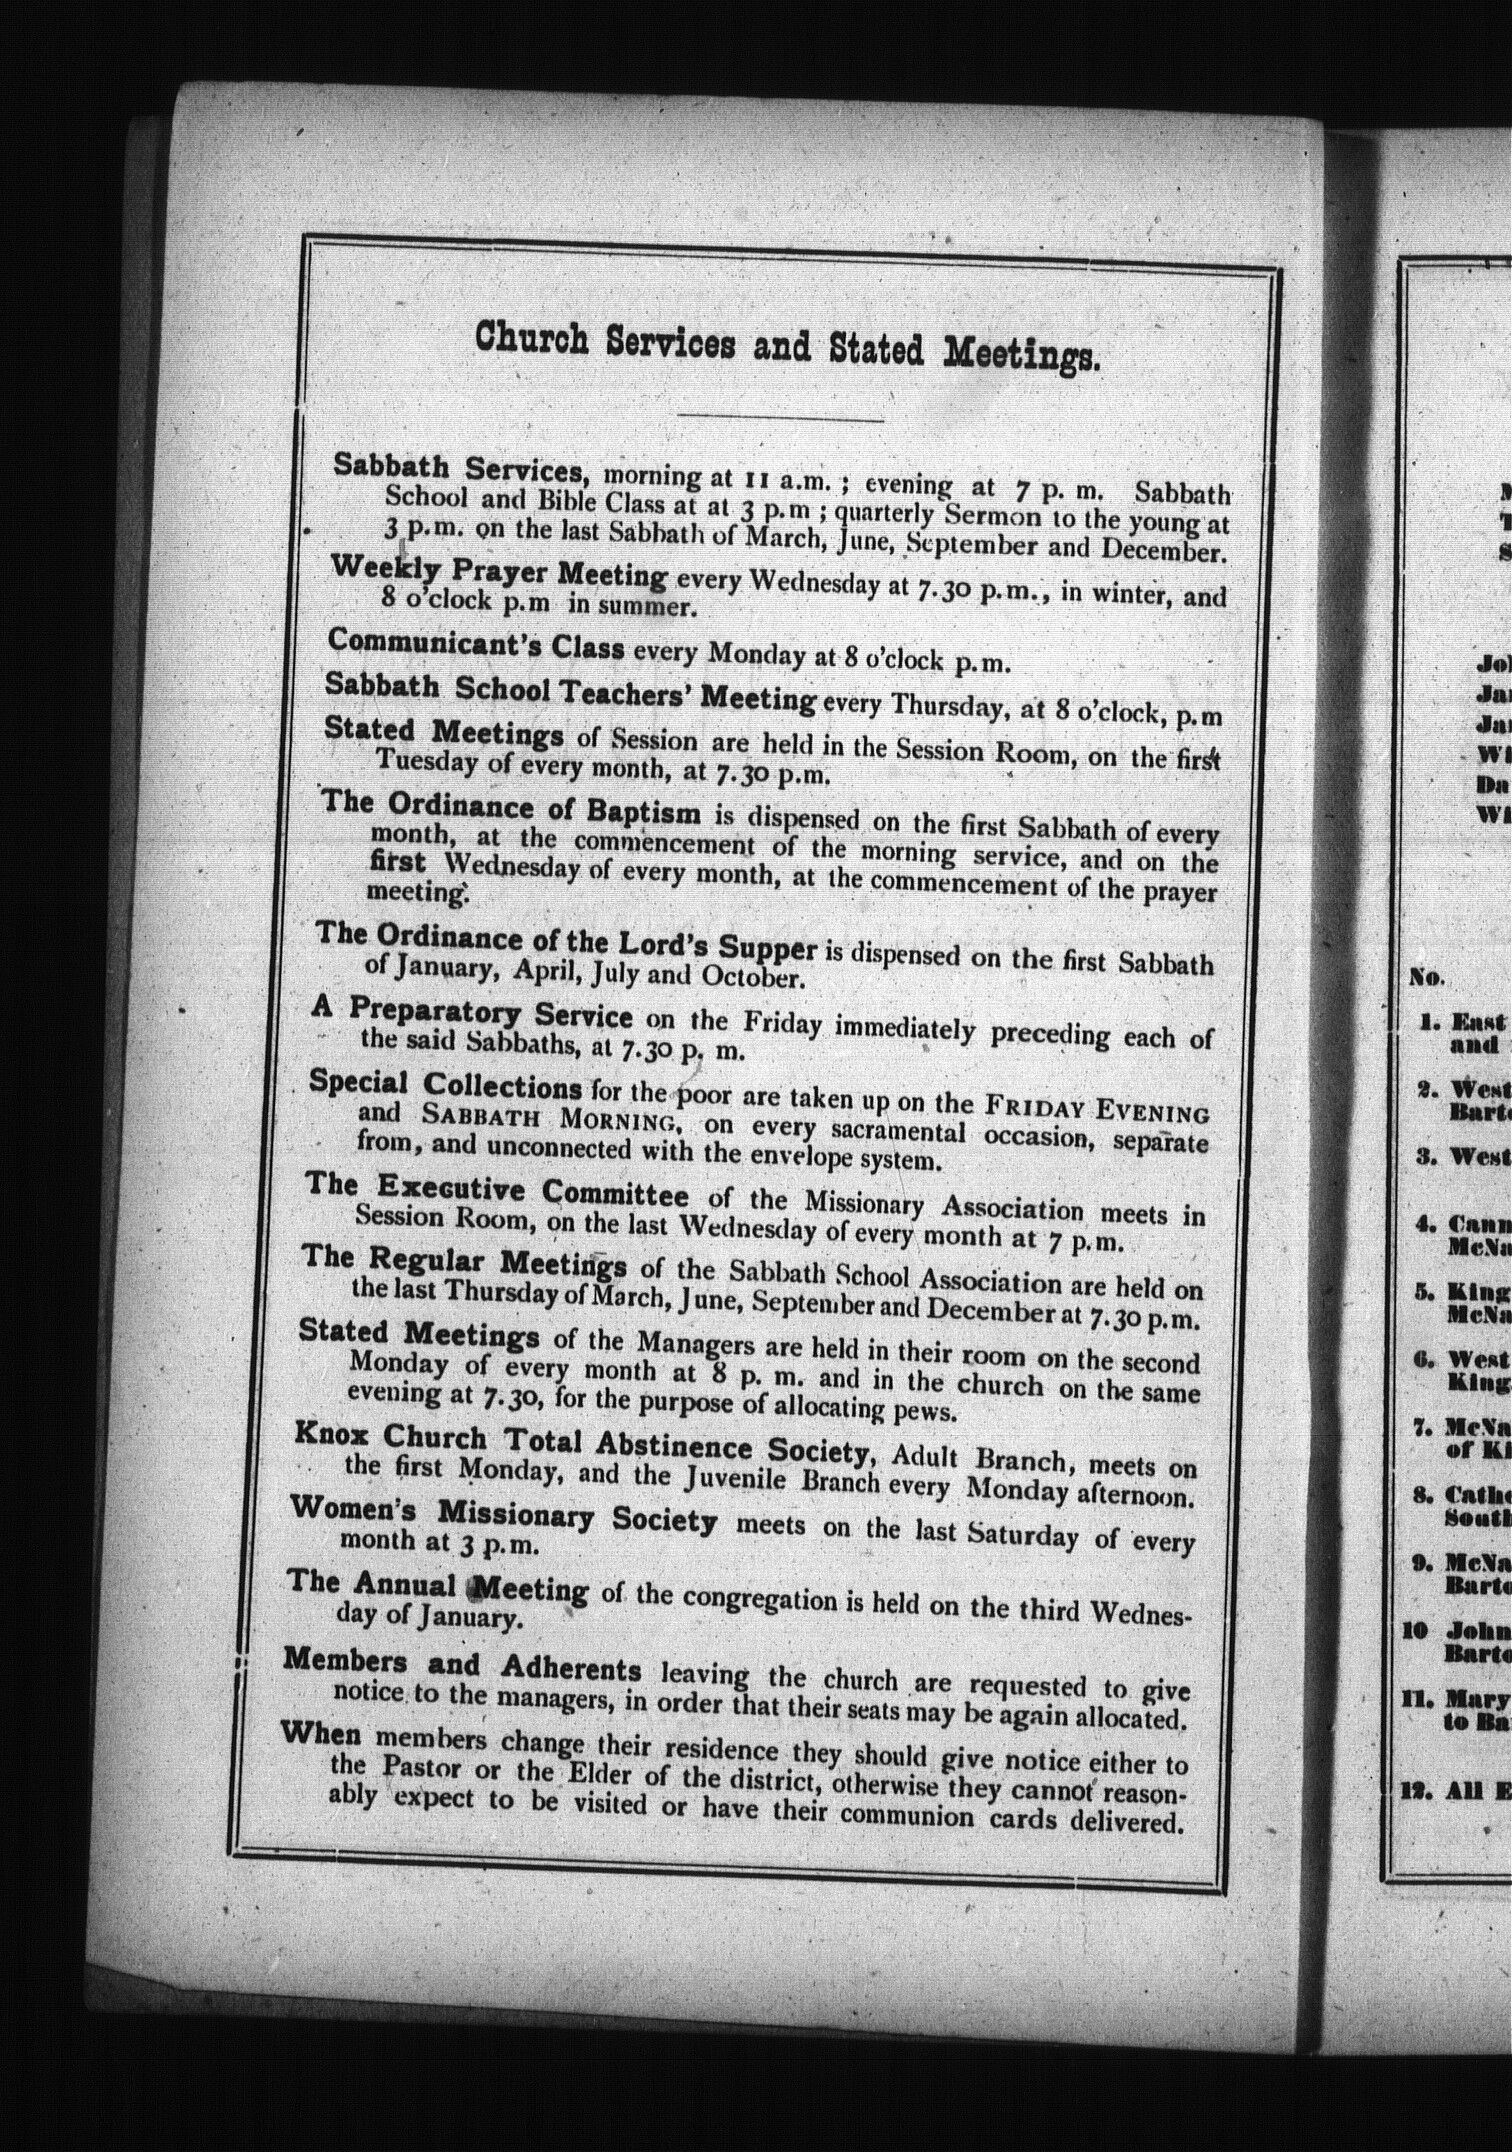 Church Services and Stated Meetings.
Sabbath Services, morning at 11 a.m. ; evening at 7 p. m. Sabbath
School and Bible Class at at 3 p.m ; quarterly Sermon to the young at
3 p.m. on the last Sabbath of March, June, September and December.
Weekly Prayer Meeting every Wednesday at 7.30 p.m., in winter, and
8 o'clock p.m in summer.
Communicant's Class every Monday at 8 o'clock p.m.
Sabbath School Teachers' Meeting every Thursday, at 8 o'clock, p.m
Stated Meetings of Session are held in the Session Room, on the first
Tuesday of every month, at 7.30 p.m.
The Ordinance of Baptism is dispensed on the first Sabbath of every
month, at the commencement of the morning service, and on the
first Wednesday of every month, at the commencement of the prayer
meeting.
The Ordinance of the Lord's Supper is dispensed on the first Sabbath
of January, April, July and October.
A Preparatory Service on the Friday immediately preceding each of
the said Sabbaths, at 7.30 p. m.
Special Collections for the poor are taken up on the FRIDAY EVENING
and SABBATH MORNING, on every sacramental occasion, separate
from, and unconnected with the envelope system.
The Executive Committee of the Missionary Association meets in
Session Room, on the last Wednesday of every month at 7 p.m.
The Regular Meetings of the Sabbath School Association are held on
the last Thursday of March, June, September and December at 7.30 p.m.
Stated Meetings of the Managers are held in their room on the second
Monday of every month at 8 p. m. and in the church on the same
evening at 7.30, for the purpose of allocating pews.
Knox Church Total Abstinence Society, Adult Branch, meets on
the first Monday, and the Juvenile Branch every Monday afternoon.
Women's Missionary Society meets on the last Saturday of every
month at 3 p.m.
The Annual Meeting of the congregation is held on the third Wednes-
day of January.
Members and Adherents leaving the church are requested to give
notice to the managers, in order that their seats may be again allocated.
When members change their residence they should give notice either to
the Pastor or the Elder of the district, otherwise they cannot reason-
ably expect to be visited or have their communion cards delivered.
No.
1. East
and
2. West
3. West
4.
5. King
6. West
King
7.
of
8.
South
9.
10 John
11. Mary
to
12. All